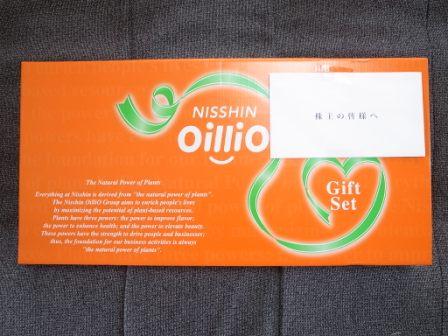 NISSHIN
OilliO
株主の皆様へ
Gift
Set
The Natural Power of Plants
Everything at Nisshin is derived from "the natural power of plants".
The Nisshin OilliO Group aims to enrich people's lives
by maximizing the potential of plant-based resources.
Plants have three powers: the power to improve flavor;
the power to enhance health; and the power to elevate beauty.
These powers have the strength to drive people and businesses;
thus, the foundation for our business activities is always
"the natural power of plants".